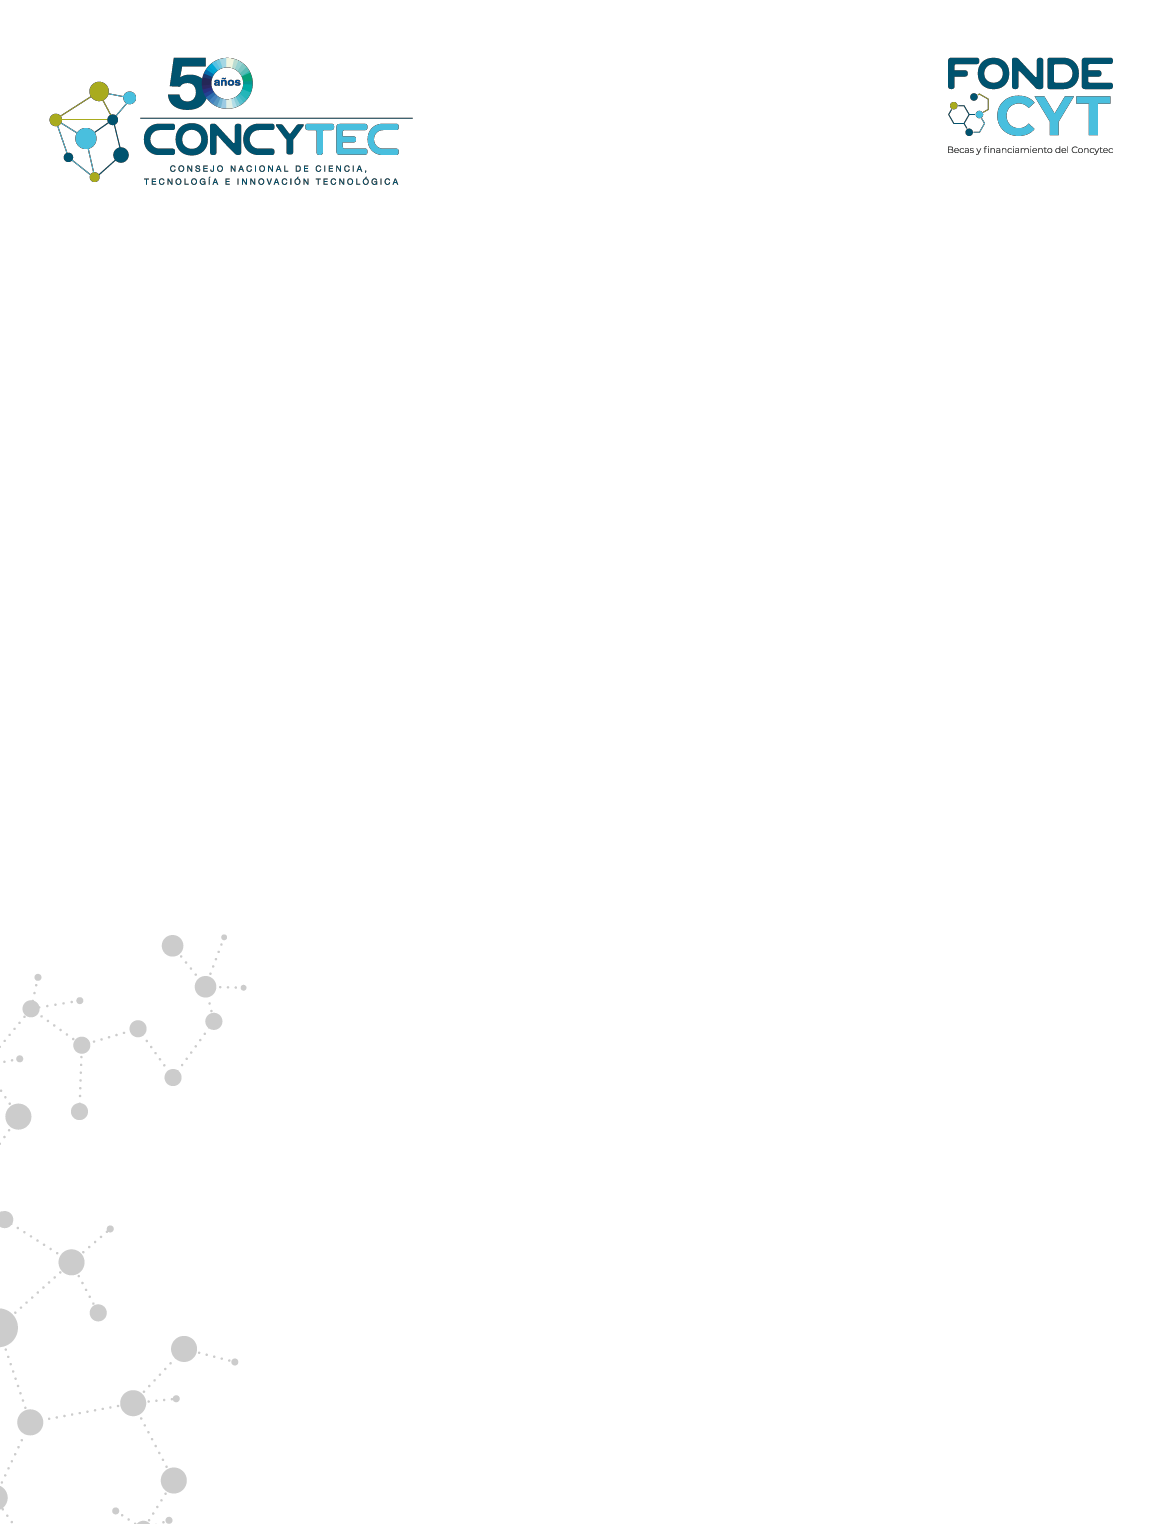 50 años
CONCYTEC
CONSEJO NACIONAL DE CIENCIA,
TECNOLOGÍA E INNOVACIÓN TECNOLÓGICA
FONDE
CYT
Becas y financiamiento del Concytec